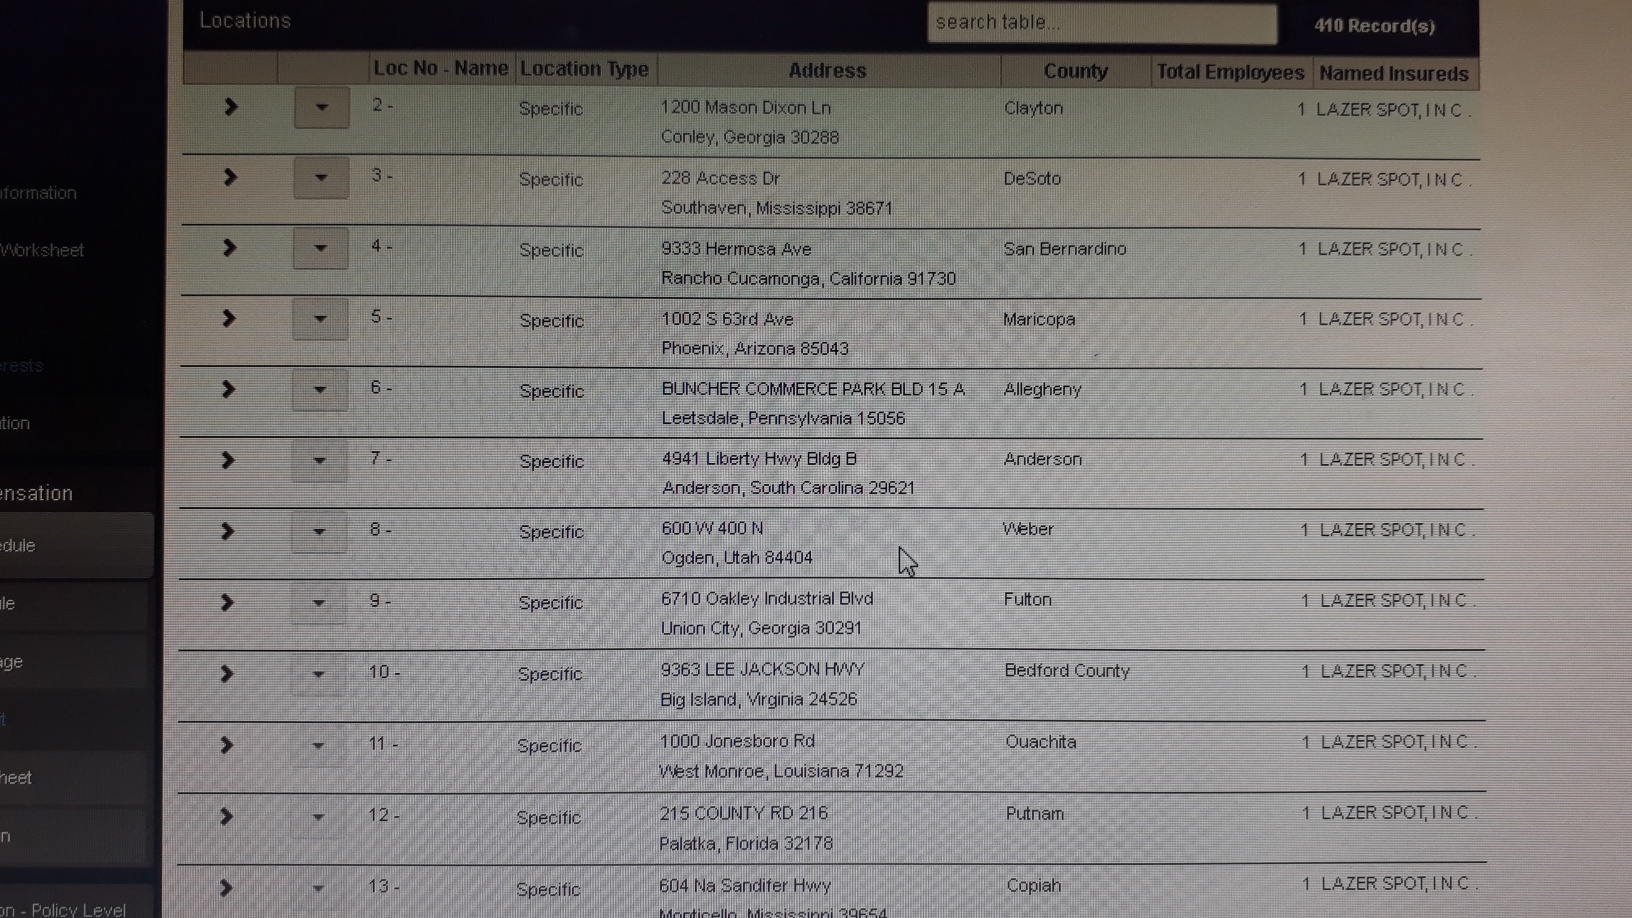 Locations
search table...
410 Record(s)
Loc No - Name Location Type Address County Total Employees Named Insureds
2 - Specific 1200 Mason Dixon Ln Clayton 1 LAZER SPOT, I N C .
Conley, Georgia 30288
3 - Specific 228 Access Dr DeSoto 1 LAZER SPOT, I N C .
Southaven, Mississippi 38671
4 - Specific 9333 Hermosa Ave San Bernardino 1 LAZER SPOT, I N C .
Rancho Cucamonga, California 91730
5 - Specific 1002 S 63rd Ave Maricopa 1 LAZER SPOT, I N C .
Phoenix, Arizona 85043
6 - Specific BUNCHER COMMERCE PARK BLD 15 A Allegheny 1 LAZER SPOT, I N C .
Leetsdale, Pennsylvania 15056
7 - Specific 4941 Liberty Hwy Bldg B Anderson 1 LAZER SPOT, I N C .
Anderson, South Carolina 29621
8 - Specific 600 W 400 N Weber 1 LAZER SPOT, I N C .
Ogden, Utah 84404
9 - Specific 6710 Oakley Industrial Blvd Fulton 1 LAZER SPOT, I N C .
Union City, Georgia 30291
10 - Specific 9363 LEE JACKSON HWY Bedford County 1 LAZER SPOT, I N C .
Big Island, Virginia 24526
11 - Specific 1000 Jonesboro Rd Ouachita 1 LAZER SPOT, I N C .
West Monroe, Louisiana 71292
12 - Specific 215 COUNTY RD 216 Putnam 1 LAZER SPOT, I N C .
Palatka, Florida 32178
13 - Specific 604 Na Sandifer Hwy Copiah 1 LAZER SPOT, I N C .
Monticello, Mississippi 39654
nformation
Worksheet
erests
ation
ensation
edule
ule
age
t
heet
n
on - Policy Level